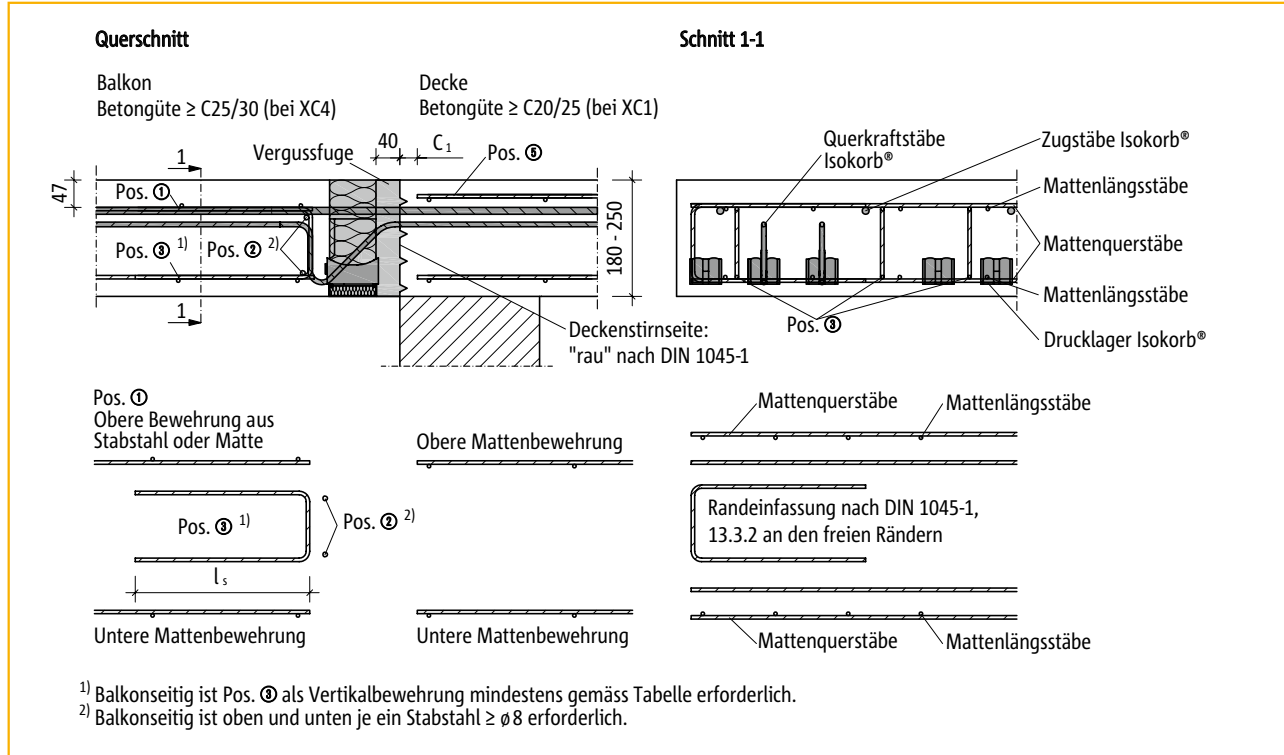 Querschnitt
Schnitt 1-1
Balkon
Betongüte ≥ C25/30 (bei XC4)
Decke
Betongüte ≥ C20/25 (bei XC1)
1
Vergussfuge
40
C1
Pos. ⑤
Querkraftstäbe
Isokorb®
Zugstäbe Isokorb®
47
Pos. ①
Mattenlängsstäbe
Pos. ③ 1)
Pos. ② 2)
180 - 250
Mattenquerstäbe
Mattenlängsstäbe
1
Deckenstirnseite:
"rau" nach DIN 1045-1
Pos. ③
Drucklager Isokorb®
Pos. ①
Obere Bewehrung aus
Stabstahl oder Matte
Obere Mattenbewehrung
Mattenquerstäbe
Mattenlängsstäbe
Pos. ③ 1)
Pos. ② 2)
Randeinfassung nach DIN 1045-1,
13.3.2 an den freien Rändern
ls
Untere Mattenbewehrung
Untere Mattenbewehrung
Mattenquerstäbe
Mattenlängsstäbe
1) Balkonseitig ist Pos. ③ als Vertikalbewehrung mindestens gemäss Tabelle erforderlich.
2) Balkonseitig ist oben und unten je ein Stabstahl ≥ ø 8 erforderlich.